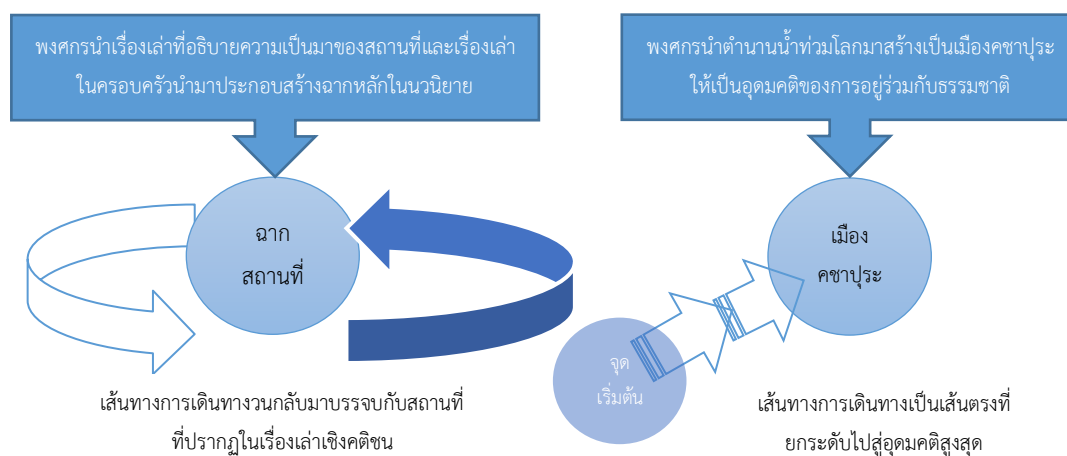 พงศกรนำเรื่องเล่าที่อธิบายความเป็นมาของสถานที่และเรื่องเล่า
ในครอบครัวนำมาประกอบสร้างฉากหลักในนวนิยาย
พงศกรนำตำนานน้ำท่วมโลกมาสร้างเป็นเมืองคชาปุระ
ให้เป็นอุดมคติของการอยู่ร่วมกับธรรมชาติ
ฉาก
สถานที่
เมือง
คชาปุระ
จุด
เริ่มต้น
เส้นทางการเดินทางวนกลับมาบรรจบกับสถานที่
ที่ปรากฏในเรื่องเล่าเชิงคติชน
เส้นทางการเดินทางเป็นเส้นตรงที่
ยกระดับไปสู่อุดมคติสูงสุด